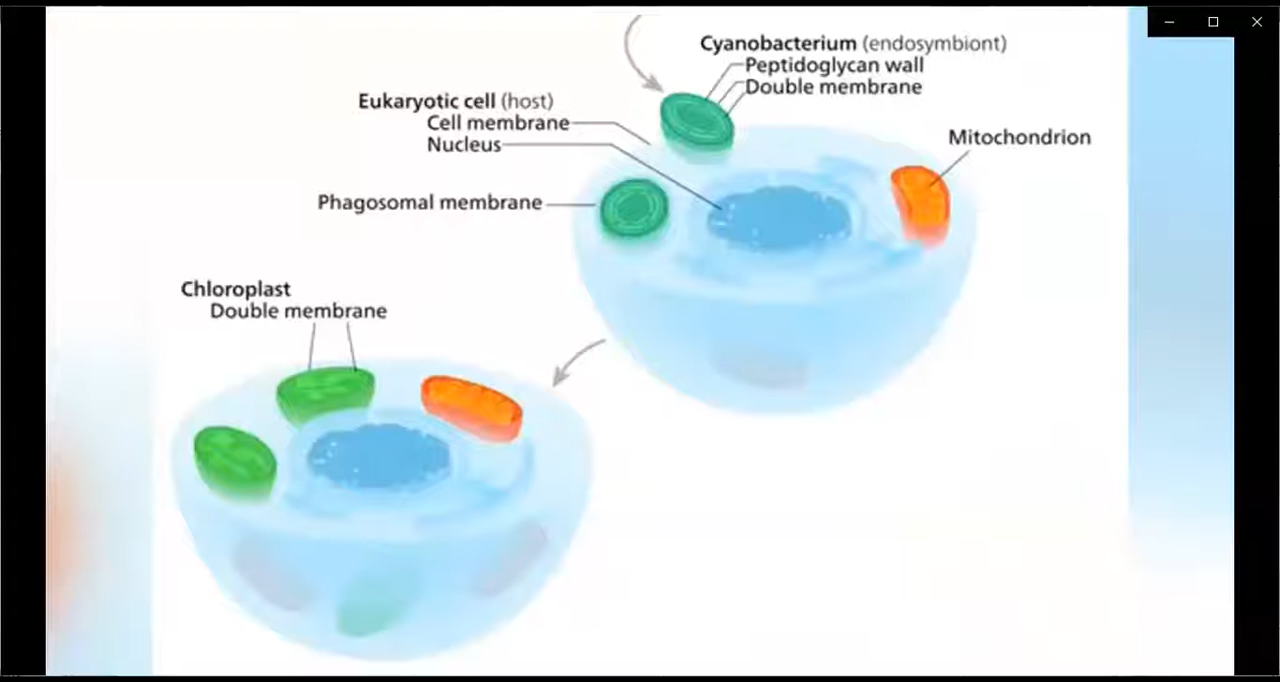 Cyanobacterium (endosymbiont)
Peptidoglycan wall
Double membrane
Eukaryotic cell (host)
Cell membrane
Nucleus
Mitochondrion
Phagosomal membrane
Chloroplast
Double membrane